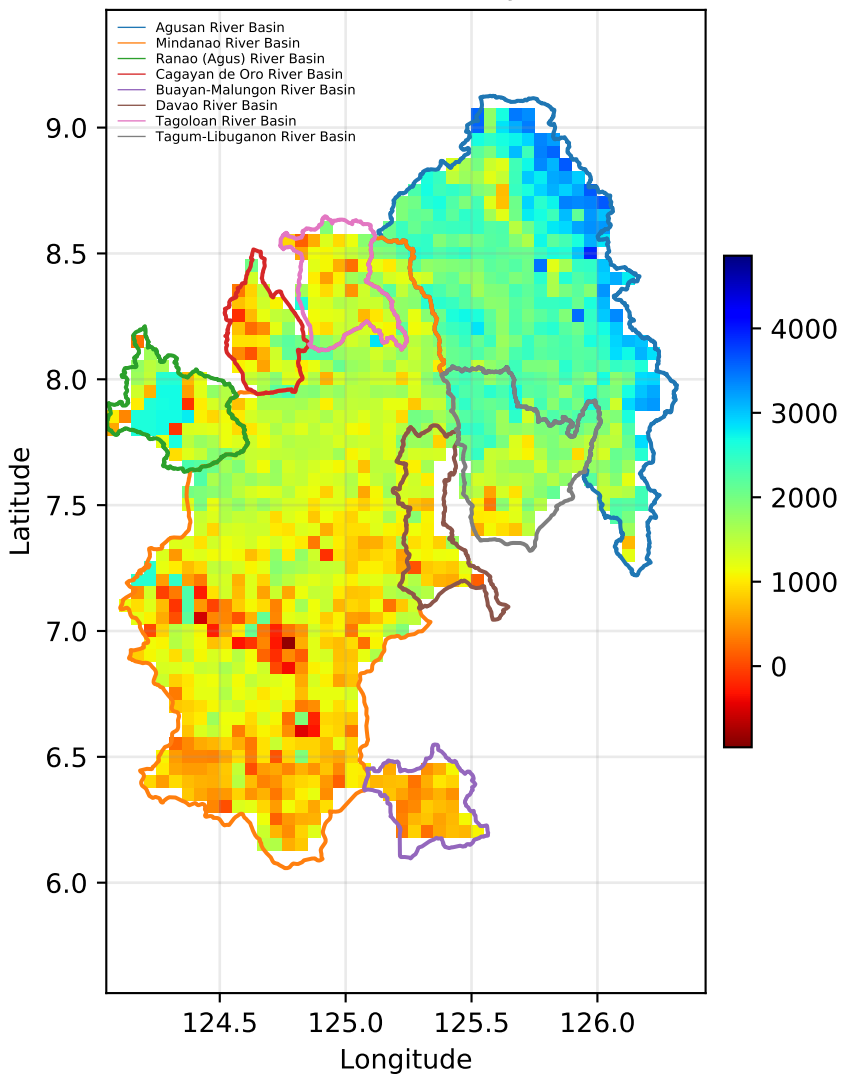 Agusan River Basin
Mindanao River Basin
Ranao (Agus) River Basin
Cagayan de Oro River Basin
Buayan-Malungon River Basin
Davao River Basin
Tagoloan River Basin
Tagum-Libuganon River Basin
9.0
8.5
8.0
7.5
7.0
6.5
6.0
Latitude
4000
3000
2000
1000
0
124.5 125.0 125.5 126.0
Longitude